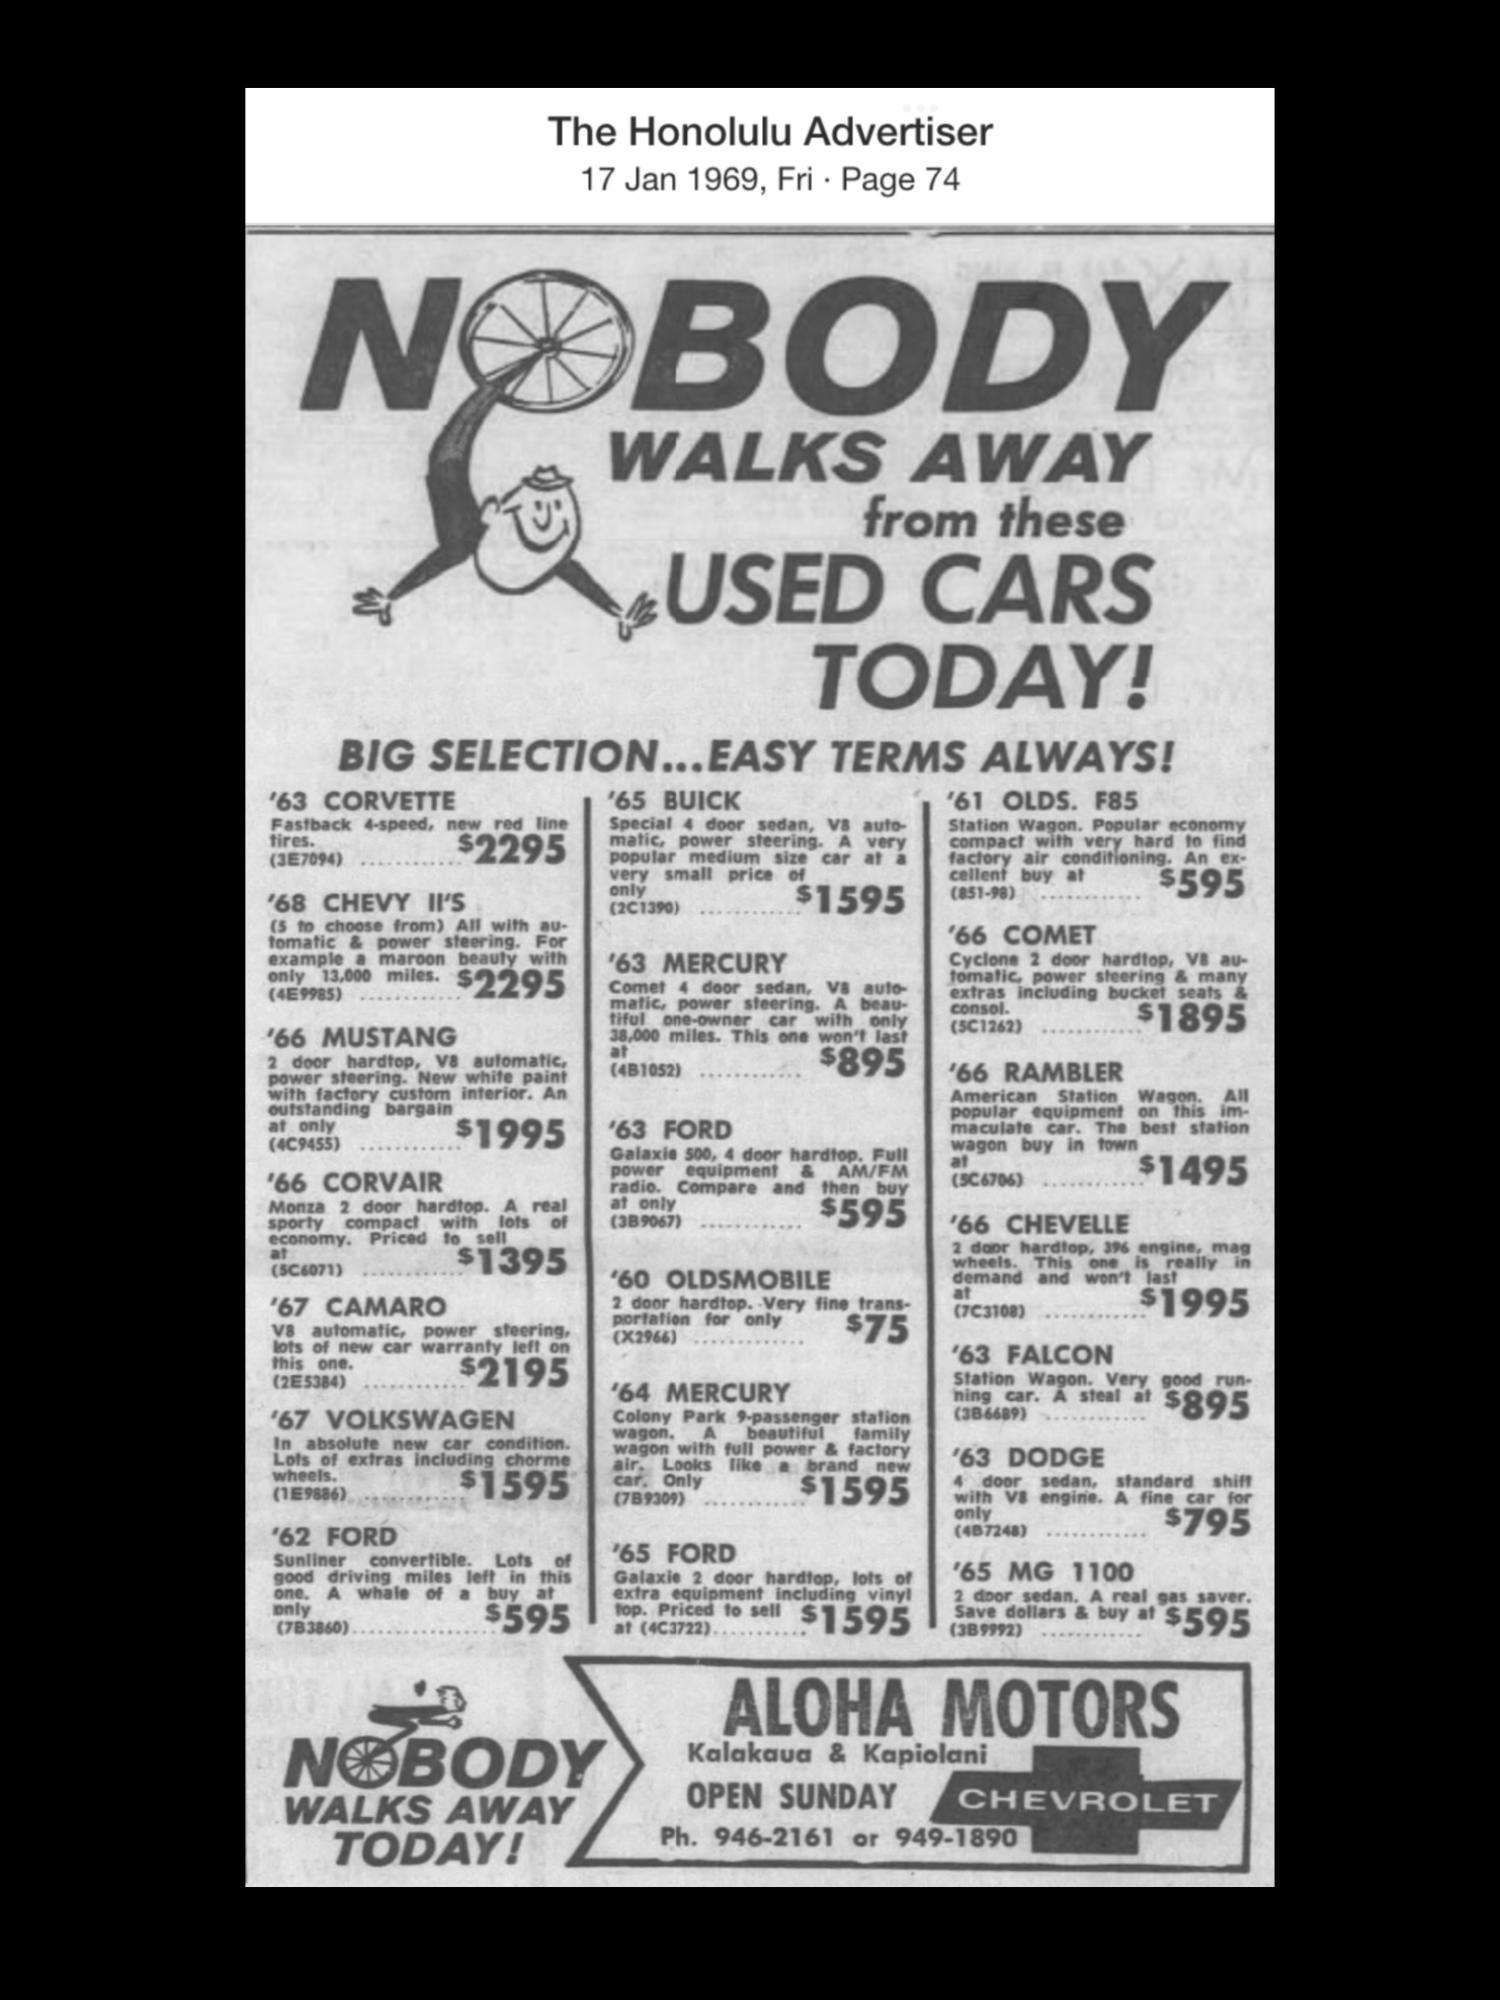 The Honolulu Advertiser
17 Jan 1969, Fri · Page 74
NOBODY
WALKS AWAY
from these
USED CARS
TODAY!
BIG SELECTION...EASY TERMS ALWAYS!
'63 CORVETTE
Fastback 4-speed, new red line
tires.
(3E7094) ........... $2295
'68 CHEVY II'S
(5 to choose from) All with au-
tomatic & power steering. For
example a maroon beauty with
only 13,000 miles. $2295
(4E9985) ...........
'66 MUSTANG
2 door hardtop, V8 automatic,
power steering. New white paint
with factory custom interior. An
outstanding bargain
at only $1995
(4C9455) ...........
'66 CORVAIR
Monza 2 door hardtop. A real
sporty compact with lots of
economy. Priced to sell
at $1395
(5C6071) ...........
'67 CAMARO
V8 automatic, power steering,
lots of new car warranty left on
this one. $2195
(2E5384) ...........
'67 VOLKSWAGEN
In absolute new car condition.
Lots of extras including chorme
wheels. $1595
(1E9886) ...........
'62 FORD
Sunliner convertible. Lots of
good driving miles left in this
one. A whale of a buy at
only $595
(7B3860)................
'65 BUICK
Special 4 door sedan, V8 auto-
matic, power steering. A very
popular medium size car at a
very small price of
only $1595
(2C1390) ...........
'63 MERCURY
Comet 4 door sedan, V8 auto-
matic, power steering. A beau-
tiful one-owner car with only
38,000 miles. This one won't last
at $895
(4B1052) ...........
'63 FORD
Galaxie 500, 4 door hardtop. Full
power equipment & AM/FM
radio. Compare and then buy
at only $595
(3B9067) ...........
'60 OLDSMOBILE
2 door hardtop. Very fine trans-
portation for only $75
(X2966) ............
'64 MERCURY
Colony Park 9-passenger station
wagon. A beautiful family
wagon with full power & factory
air. Looks like a brand new
car. Only $1595
(7B9309) ...........
'65 FORD
Galaxie 2 door hardtop, lots of
extra equipment including vinyl
top. Priced to sell $1595
at (4C3722)..........
'61 OLDS. F85
Station Wagon. Popular economy
compact with very hard to find
factory air conditioning. An ex-
cellent buy at $595
(851-98) ...........
'66 COMET
Cyclone 2 door hardtop, V8 au-
tomatic, power steering & many
extras including bucket seats &
consol. $1895
(5C1262) ...........
'66 RAMBLER
American Station Wagon. All
popular equipment on this im-
maculate car. The best station
wagon buy in town
at $1495
(5C6706) ...........
'66 CHEVELLE
2 door hardtop, 396 engine, mag
wheels. This one is really in
demand and won't last
at $1995
(7C3108) ...........
'63 FALCON
Station Wagon. Very good run-
ning car. A steal at $895
(3B6689) ...........
'63 DODGE
4 door sedan, standard shift
with V8 engine. A fine car for
only $795
(4B7248) ...........
'65 MG 1100
2 door sedan. A real gas saver.
Save dollars & buy at $595
(3B9992) ...........
NOBODY
WALKS AWAY
TODAY!
ALOHA MOTORS
Kalakaua & Kapiolani
OPEN SUNDAY
CHEVROLET
Ph. 946-2161 or 949-1890